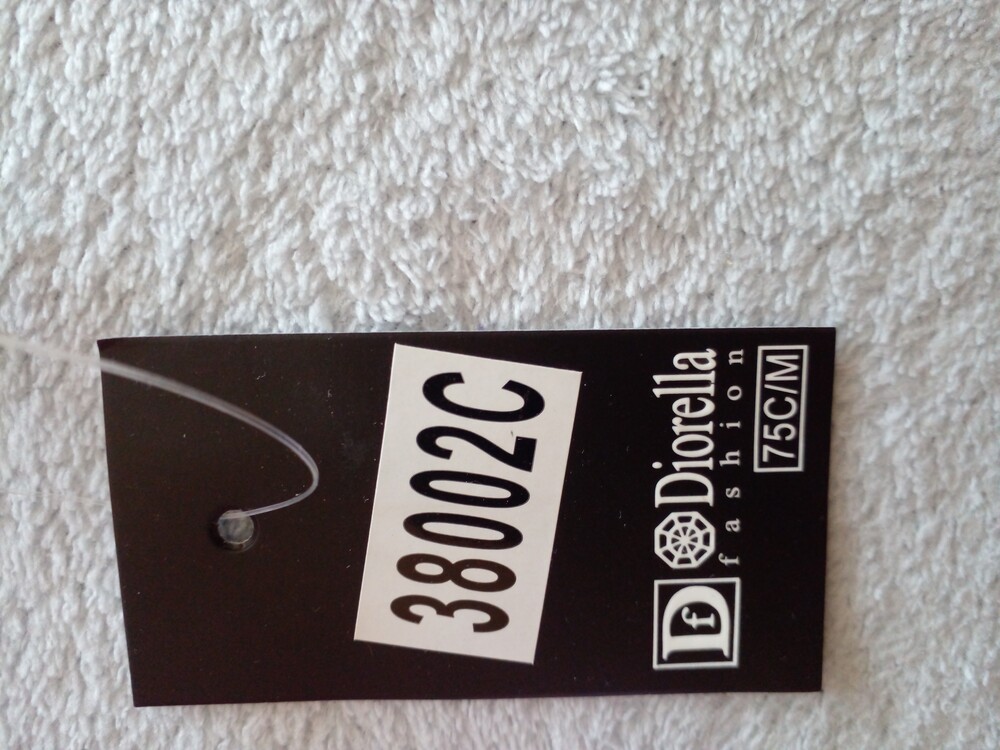 38002C
Df Diorella
fashion
75C/M